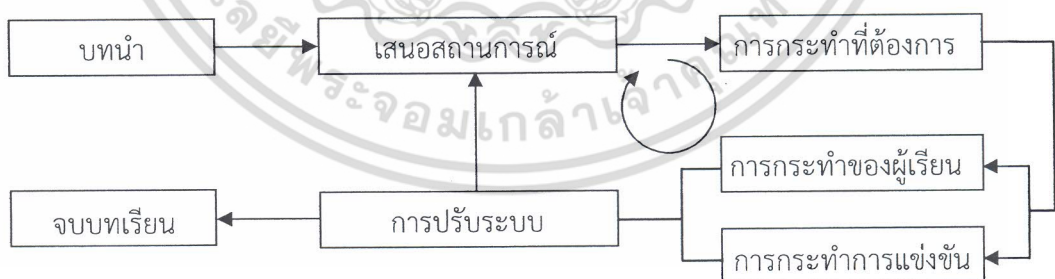 บทนำ
เสนอสถานการณ์
การกระทำที่ต้องการ
การกระทำของผู้เรียน
จบบทเรียน
การปรับระบบ
การกระทำการแข่งขัน